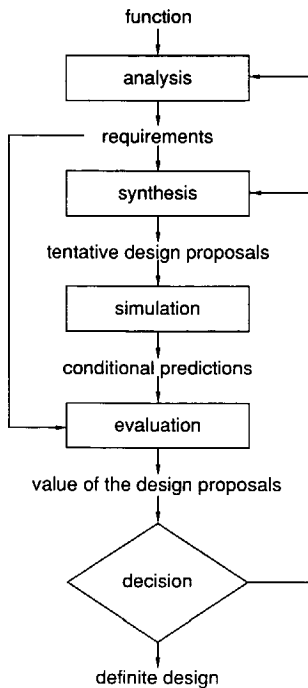 function
analysis
requirements
synthesis
tentative design proposals
simulation
conditional predictions
evaluation
value of the design proposals
decision
definite design